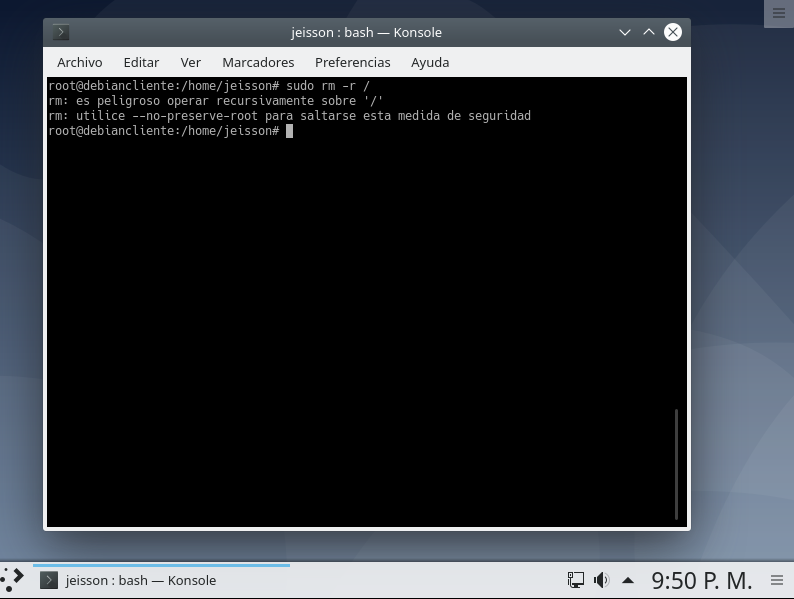 jeisson : bash — Konsole
Archivo Editar Ver Marcadores Preferencias Ayuda
root@debiancliente:/home/jeisson# sudo rm -r /
rm: es peligroso operar recursivamente sobre '/'
rm: utilice --no-preserve-root para saltarse esta medida de seguridad
root@debiancliente:/home/jeisson#
jeisson : bash — Konsole
9:50 P. M.